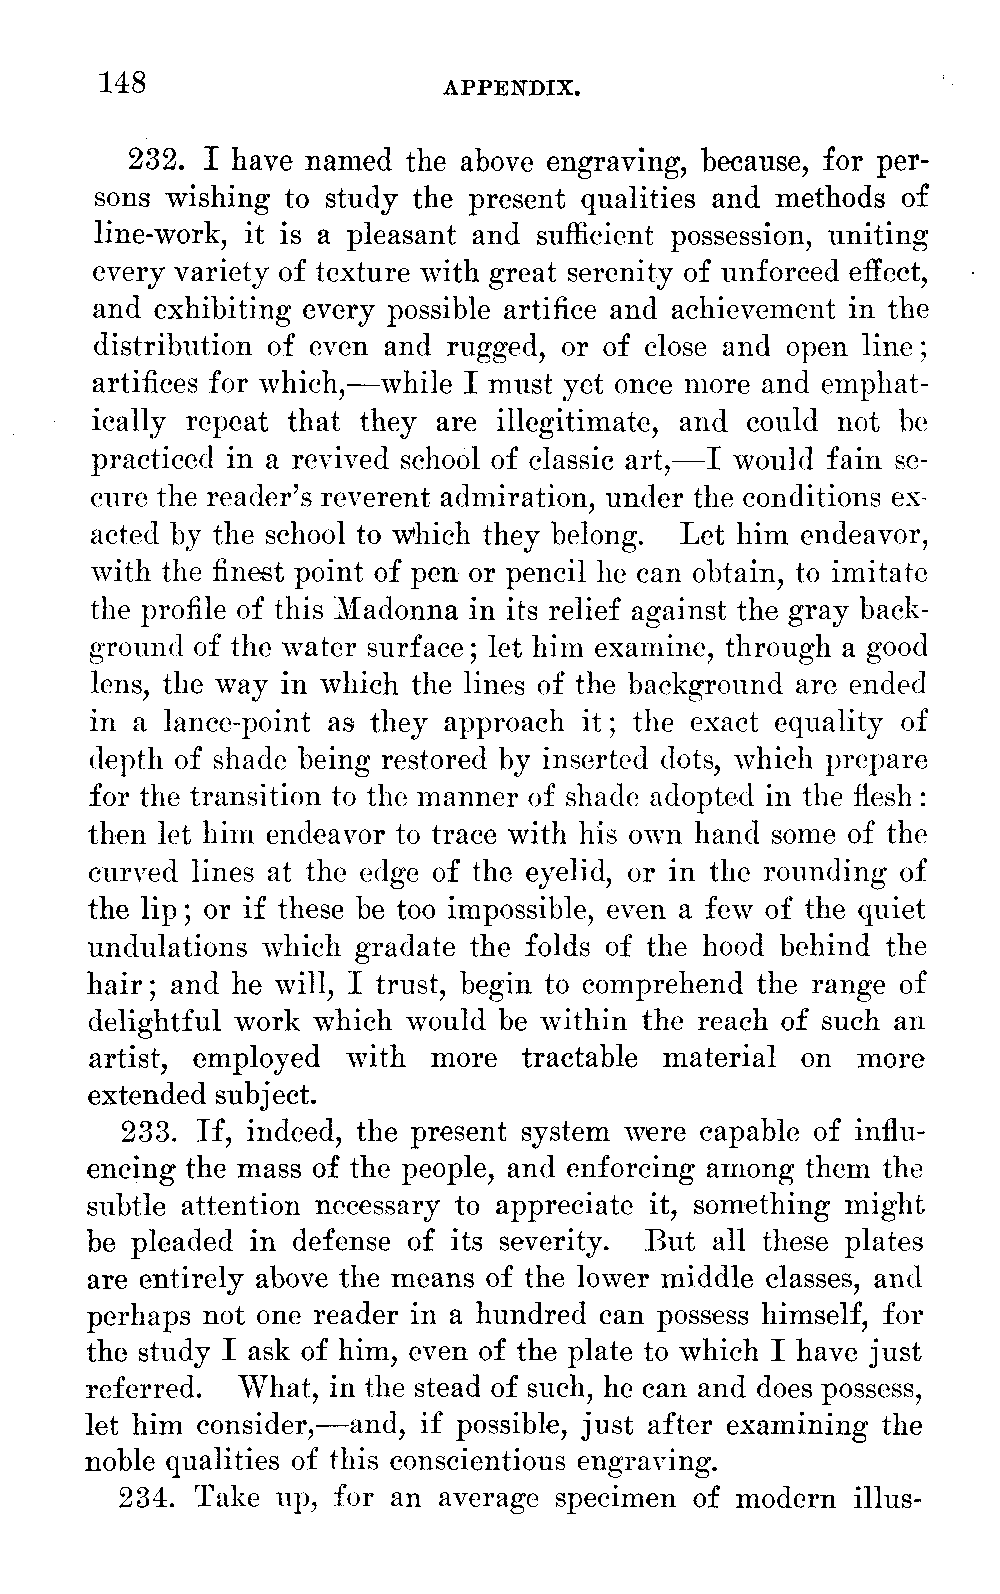 148
APPENDIX.
232. I have named the above engraving, because, for per-
sons wishing to study the present qualities and methods of
line-work, it is a pleasant and sufficient possession, uniting
every variety of texture with great serenity of unforced effect,
and exhibiting every possible artifice and achievement in the
distribution of even and rugged, or of close and open line;
artifices for which,—while I must yet once more and emphat-
ically repeat that they are illegitimate, and could not be
practiced in a revived school of classic art,—I would fain se-
cure the reader's reverent admiration, under the conditions ex-
acted by the school to which they belong. Let him endeavor,
with the finest point of pen or pencil he can obtain, to imitate
the profile of this Madonna in its relief against the gray back-
ground of the water surface; let him examine, through a good
lens, the way in which the lines of the background are ended
in a lance-point as they approach it; the exact equality of
depth of shade being restored by inserted dots, which prepare
for the transition to the manner of shade adopted in the flesh:
then let him endeavor to trace with his own hand some of the
curved lines at the edge of the eyelid, or in the rounding of
the lip; or if these be too impossible, even a few of the quiet
undulations which gradate the folds of the hood behind the
hair; and he will, I trust, begin to comprehend the range of
delightful work which would be within the reach of such an
artist, employed with more tractable material on more
extended subject.
233. If, indeed, the present system were capable of influ-
encing the mass of the people, and enforcing among them the
subtle attention necessary to appreciate it, something might
be pleaded in defense of its severity. But all these plates
are entirely above the means of the lower middle classes, and
perhaps not one reader in a hundred can possess himself, for
the study I ask of him, even of the plate to which I have just
referred. What, in the stead of such, he can and does possess,
let him consider,—and, if possible, just after examining the
noble qualities of this conscientious engraving.
234. Take up, for an average specimen of modern illus-